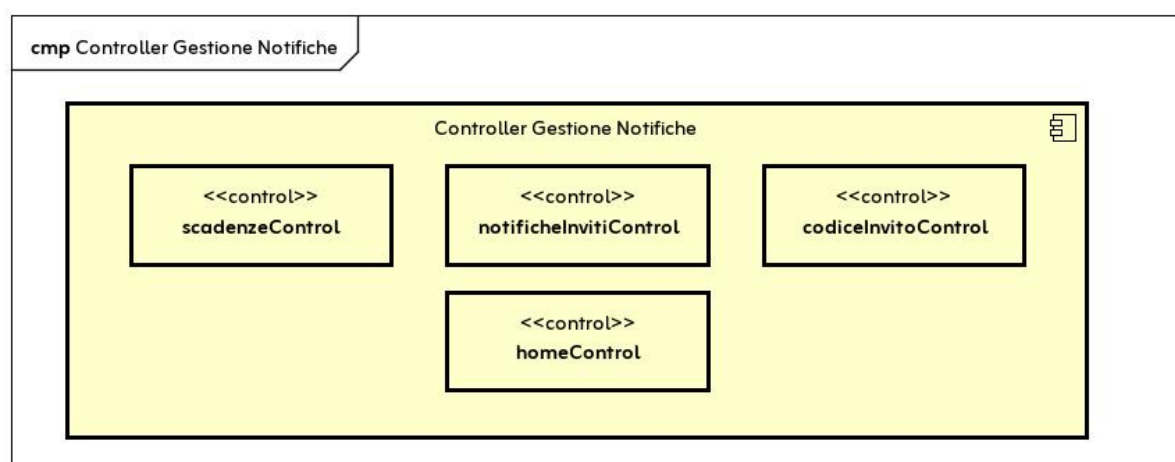 cmp Controller Gestione Notifiche
Controller Gestione Notifiche
<<control>>
scadenzeControl
<<control>>
notificheInvitiControl
<<control>>
codiceInvitoControl
<<control>>
homeControl